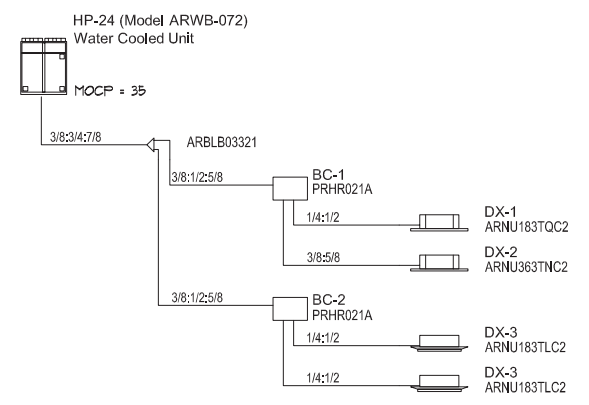 HP-24 (Model ARWB-072)
Water Cooled Unit
MOCP = 35
3/8:3/4:7/8
ARBLB03321
3/8:1/2:5/8
BC-1
PRHR021A
1/4:1/2
DX-1
ARNU183TQC2
3/8:5/8
DX-2
ARNU363TNC2
3/8:1/2:5/8
BC-2
PRHR021A
1/4:1/2
DX-3
ARNU183TLC2
1/4:1/2
DX-3
ARNU183TLC2